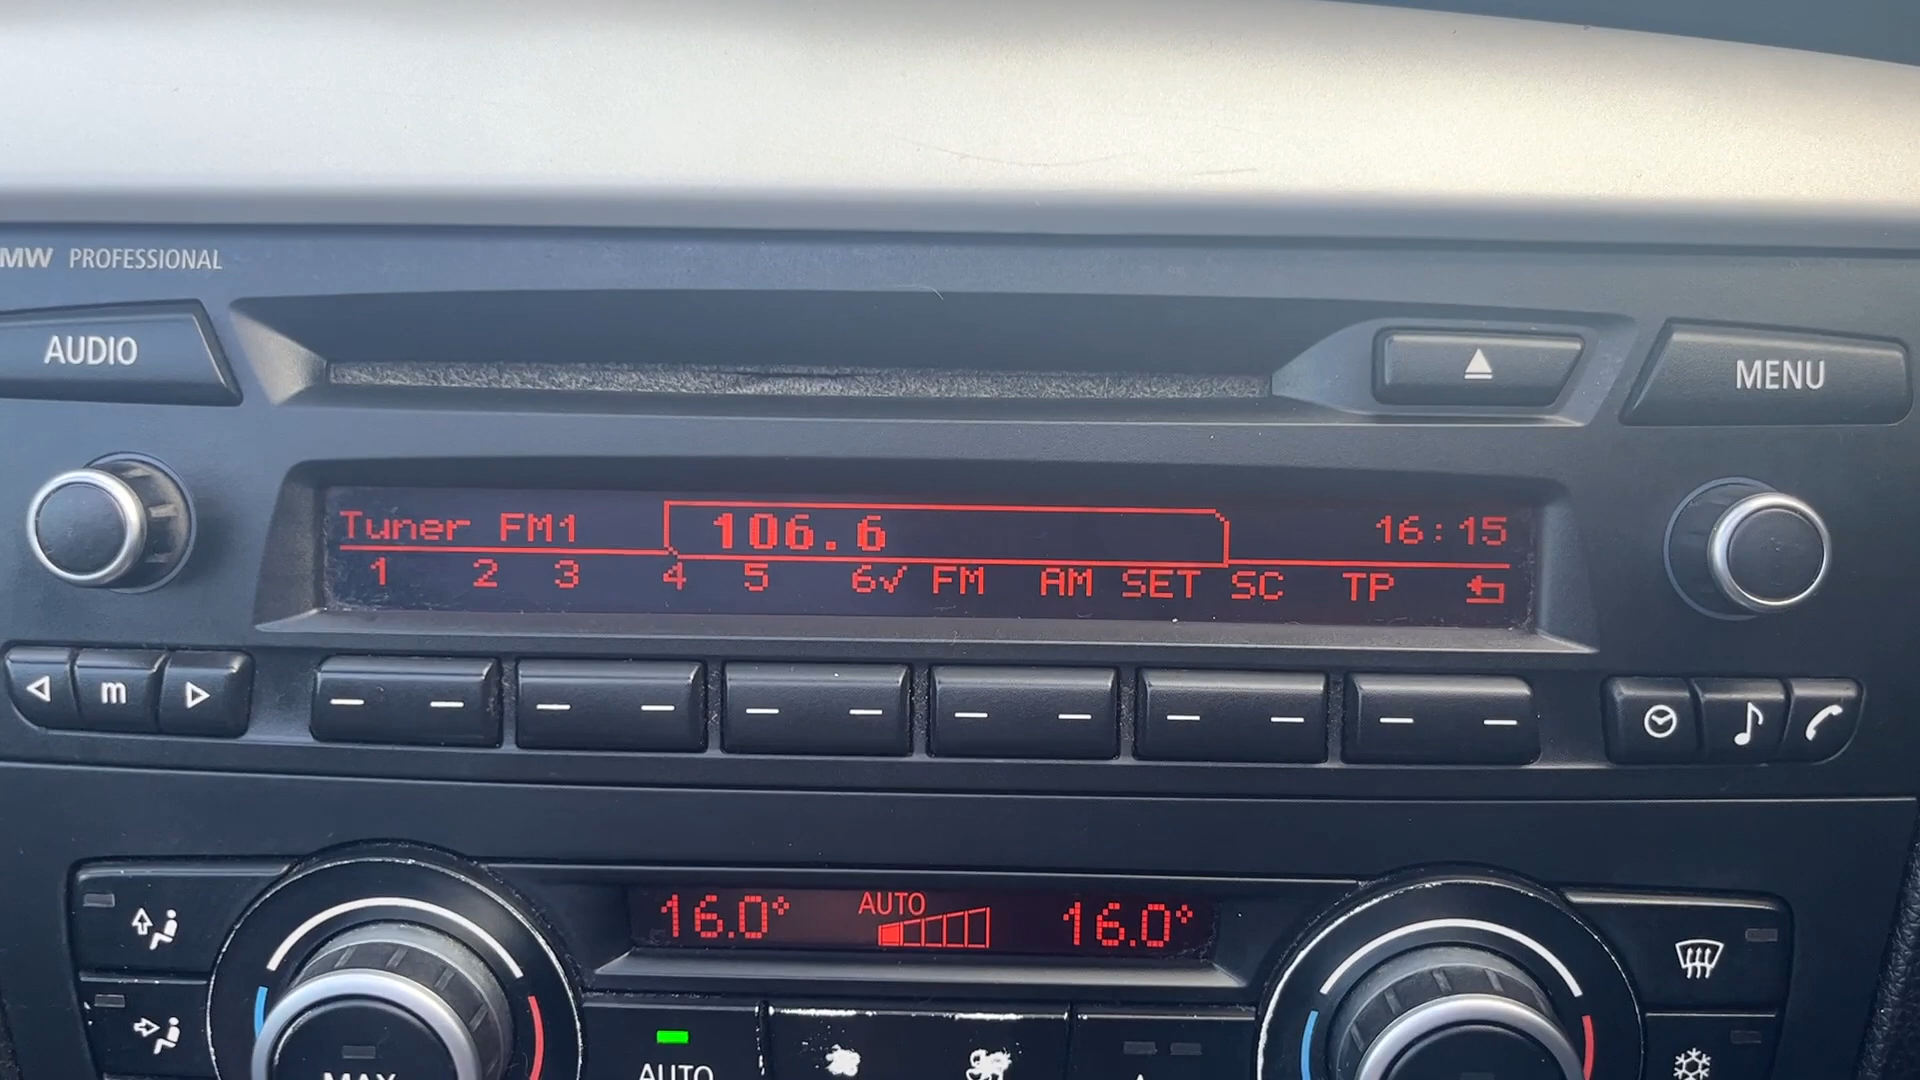 MW PROFESSIONAL
AUDIO
MENU
Tuner FM1 106.6 16:15
1 2 3 4 5 6✓ FM AM SET SC TP
m
16.0° AUTO 16.0°
MAX AUTO